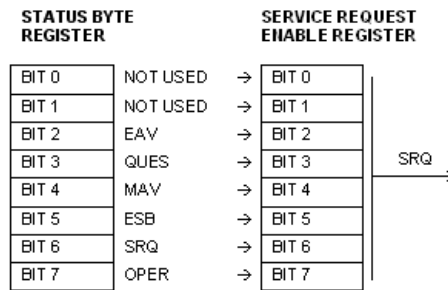 STATUS BYTE REGISTER
SERVICE REQUEST ENABLE REGISTER
BIT 0 NOT USED → BIT 0
BIT 1 NOT USED → BIT 1
BIT 2 EAV → BIT 2
BIT 3 QUES → BIT 3
BIT 4 MAV → BIT 4
BIT 5 ESB → BIT 5
BIT 6 SRQ → BIT 6
BIT 7 OPER → BIT 7
SRQ